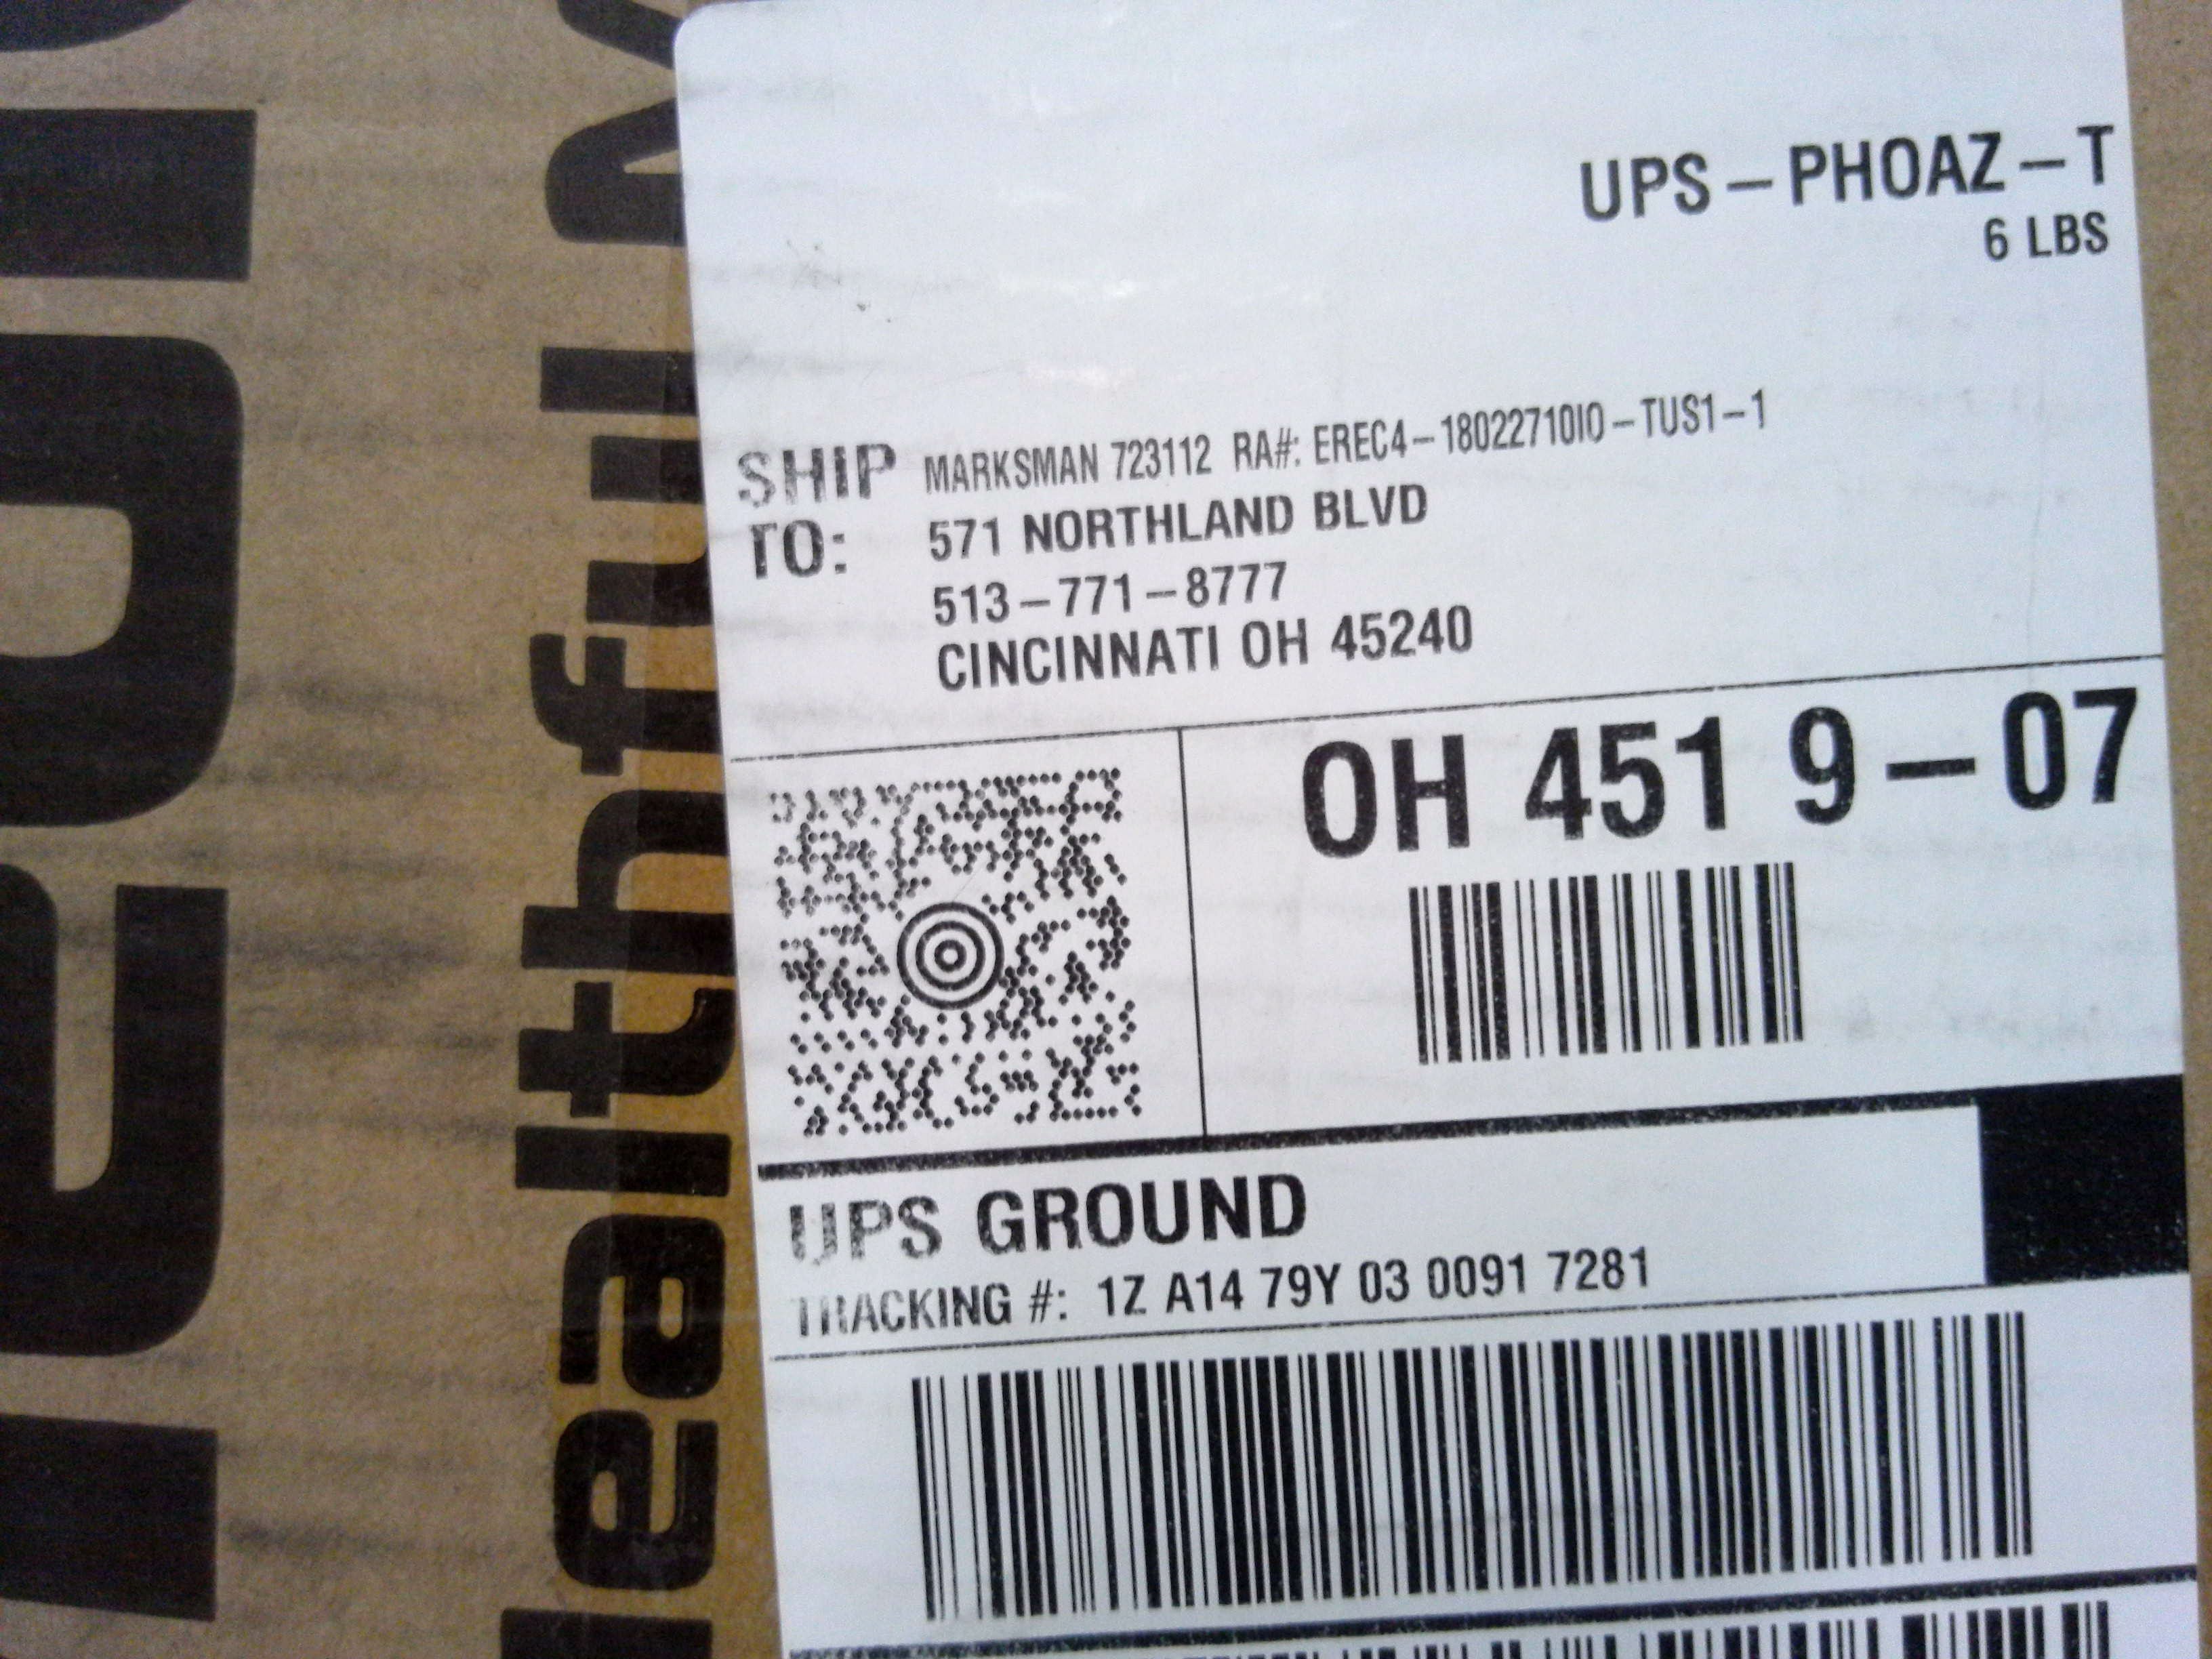 UPS-PHOAZ-T
6 LBS
SHIP TO:
MARKSMAN 723112 RA#: EREC4-18022710IO-TUS1-1
571 NORTHLAND BLVD
513-771-8777
CINCINNATI OH 45240
OH 451 9-07
UPS GROUND
TRACKING #: 1Z A14 79Y 03 0091 7281